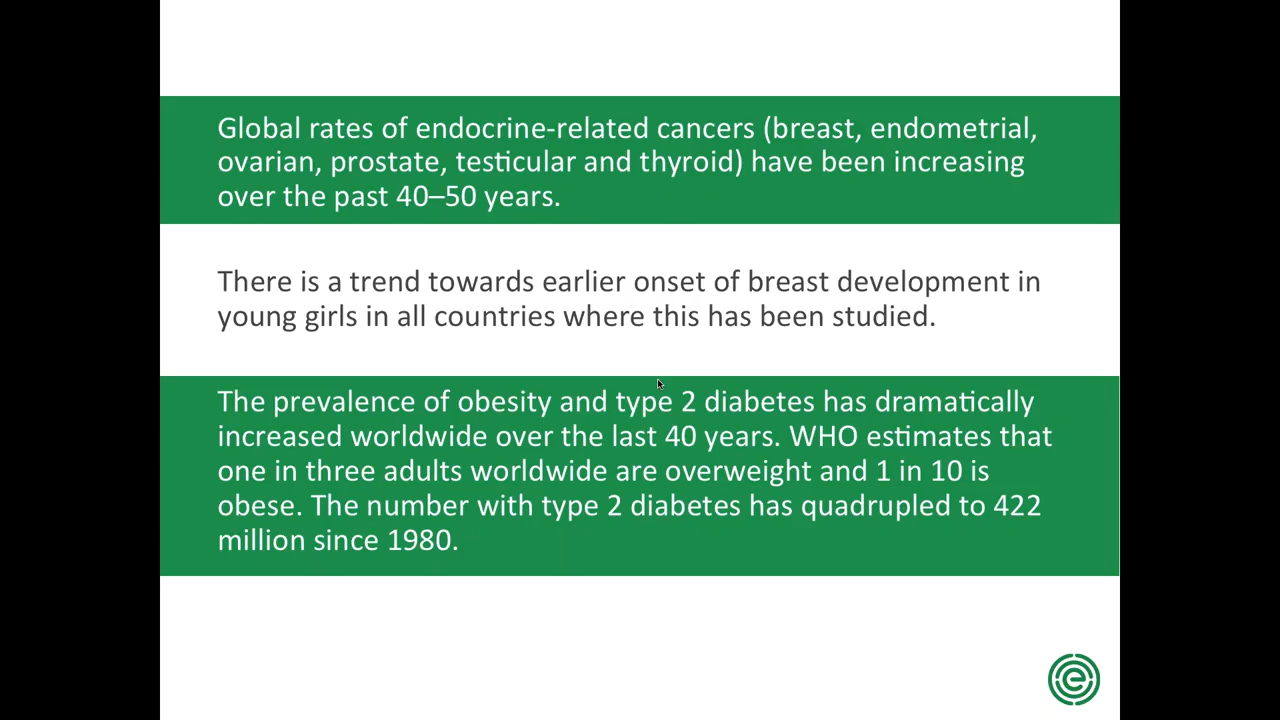 Global rates of endocrine-related cancers (breast, endometrial,
ovarian, prostate, testicular and thyroid) have been increasing
over the past 40–50 years.
There is a trend towards earlier onset of breast development in
young girls in all countries where this has been studied.
The prevalence of obesity and type 2 diabetes has dramatically
increased worldwide over the last 40 years. WHO estimates that
one in three adults worldwide are overweight and 1 in 10 is
obese. The number with type 2 diabetes has quadrupled to 422
million since 1980.
e